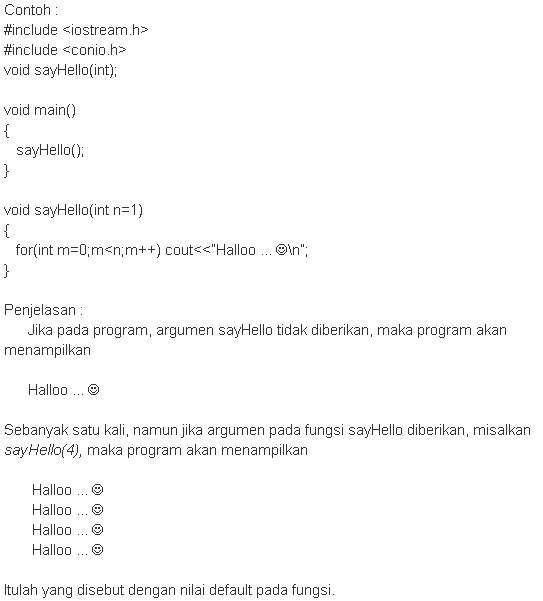 Contoh :
#include <iostream.h>
#include <conio.h>
void sayHello(int);
void main()
{
sayHello();
}
void sayHello(int n=1)
{
for(int m=0;m<n;m++) cout<<"Halloo ... ☺\n";
}
Penjelasan :
Jika pada program, argumen sayHello tidak diberikan, maka program akan
menampilkan
Halloo ... ☺
Sebanyak satu kali, namun jika argumen pada fungsi sayHello diberikan, misalkan
sayHello(4), maka program akan menampilkan
Halloo ... ☺
Halloo ... ☺
Halloo ... ☺
Halloo ... ☺
Itulah yang disebut dengan nilai default pada fungsi.